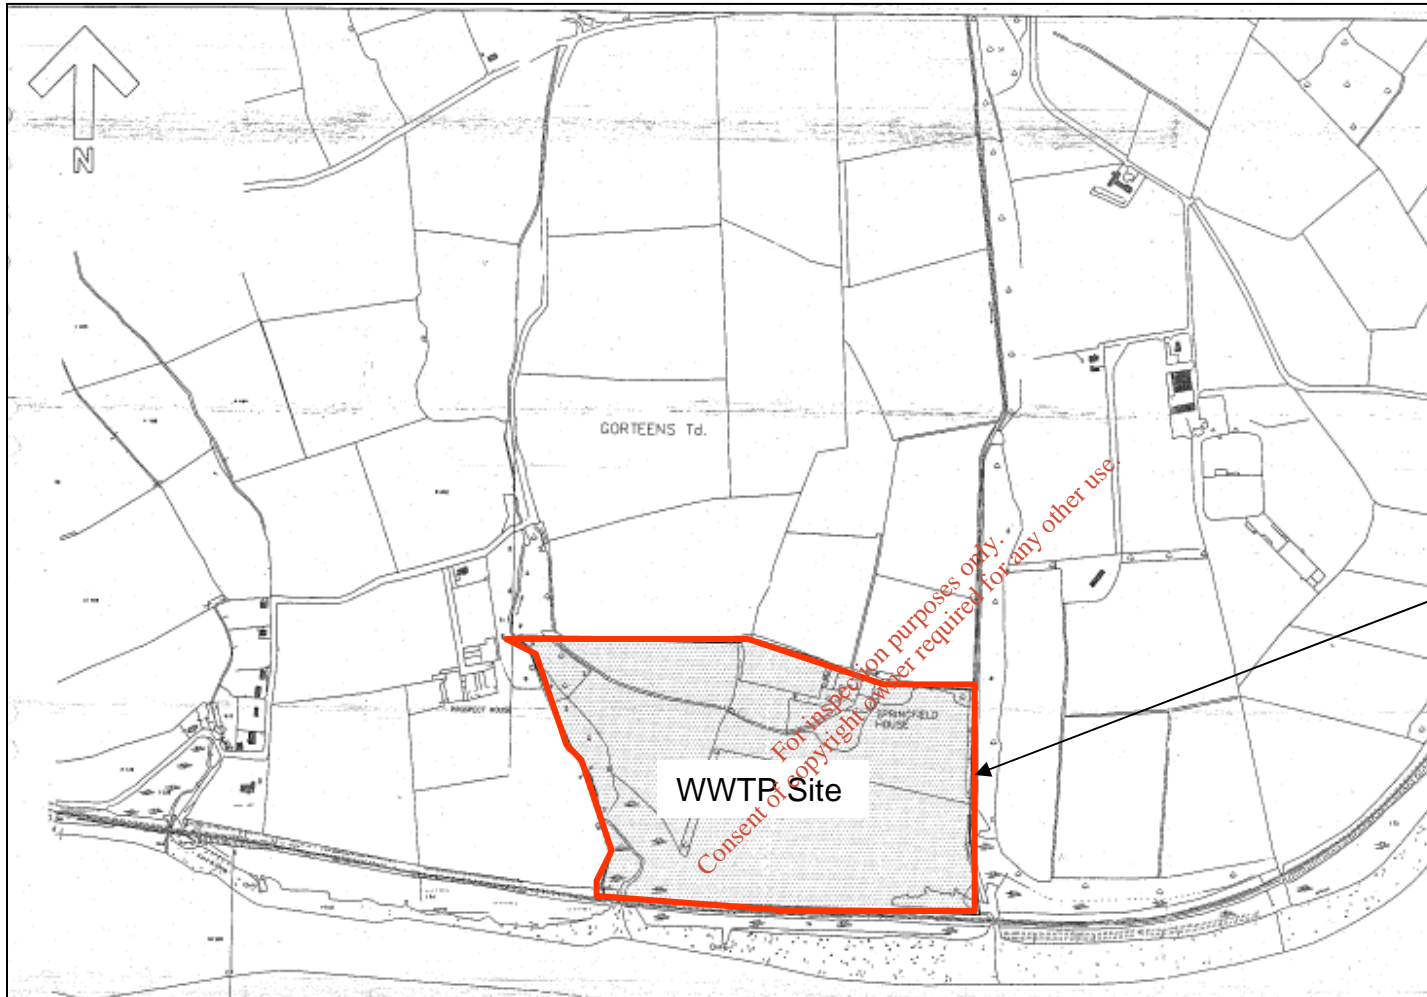 N
GORTEENS Td.
For inspection purposes only.
Consent of copyright owner required for any other use.
PROSPECT HOUSE
SPRINGFIELD
HOUSE
WWTP Site